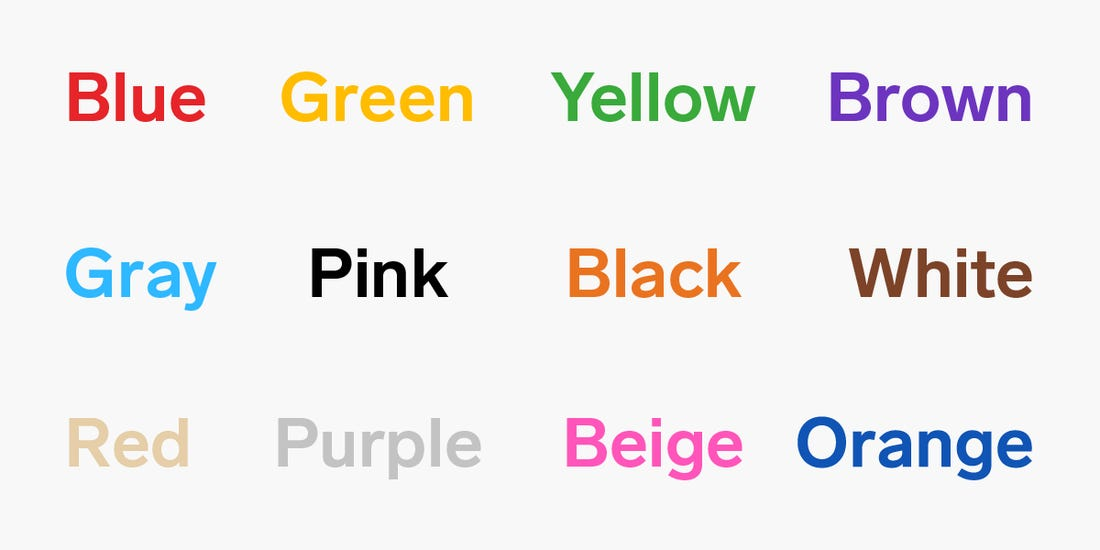 Blue Green Yellow Brown
Gray Pink Black White
Red Purple Beige Orange